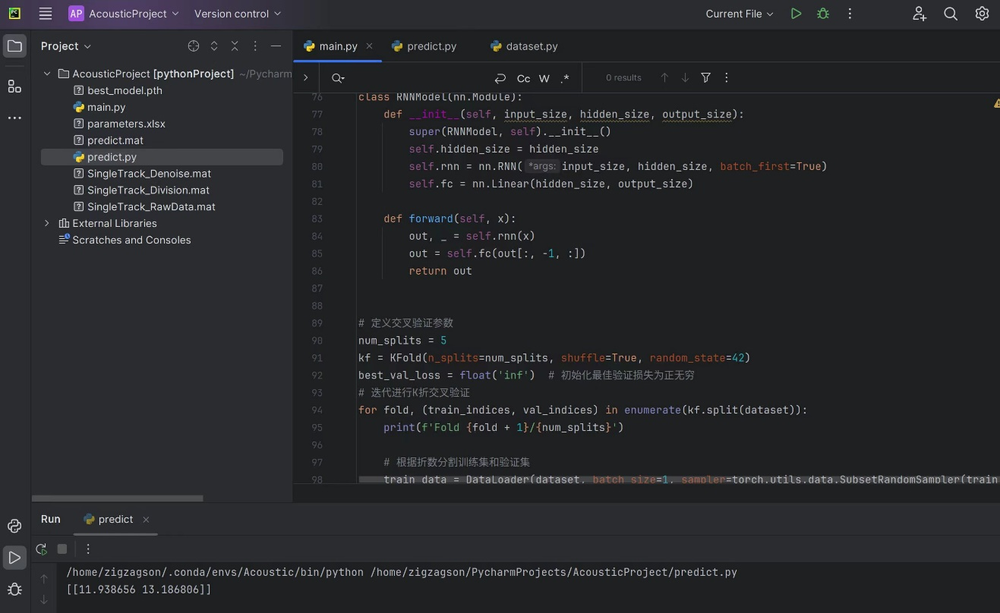 PC AP AcousticProject Version control Current File
Project
AcousticProject [pythonProject] ~/Pycharm
best_model.pth
main.py
parameters.xlsx
predict.mat
predict.py
SingleTrack_Denoise.mat
SingleTrack_Division.mat
SingleTrack_RawData.mat
External Libraries
Scratches and Consoles
main.py predict.py dataset.py
Cc W .* 0 results
76 class RNNModel(nn.Module):
77 def __init__(self, input_size, hidden_size, output_size):
78 super(RNNModel, self).__init__()
79 self.hidden_size = hidden_size
80 self.rnn = nn.RNN( *args: input_size, hidden_size, batch_first=True)
81 self.fc = nn.Linear(hidden_size, output_size)
82
83 def forward(self, x):
84 out, _ = self.rnn(x)
85 out = self.fc(out[:, -1, :])
86 return out
87
88
89 # 定义交叉验证参数
90 num_splits = 5
91 kf = KFold(n_splits=num_splits, shuffle=True, random_state=42)
92 best_val_loss = float('inf') # 初始化最佳验证损失为正无穷
93 # 迭代进行K折交叉验证
94 for fold, (train_indices, val_indices) in enumerate(kf.split(dataset)):
95 print(f'Fold {fold + 1}/{num_splits}')
96
97 # 根据折数分割训练集和验证集
98 train_data = DataLoader(dataset, batch_size=1, sampler=torch.utils.data.SubsetRandomSampler(train
Run predict
/home/zigzagson/.conda/envs/Acoustic/bin/python /home/zigzagson/PycharmProjects/AcousticProject/predict.py
[[11.938656 13.186806]]